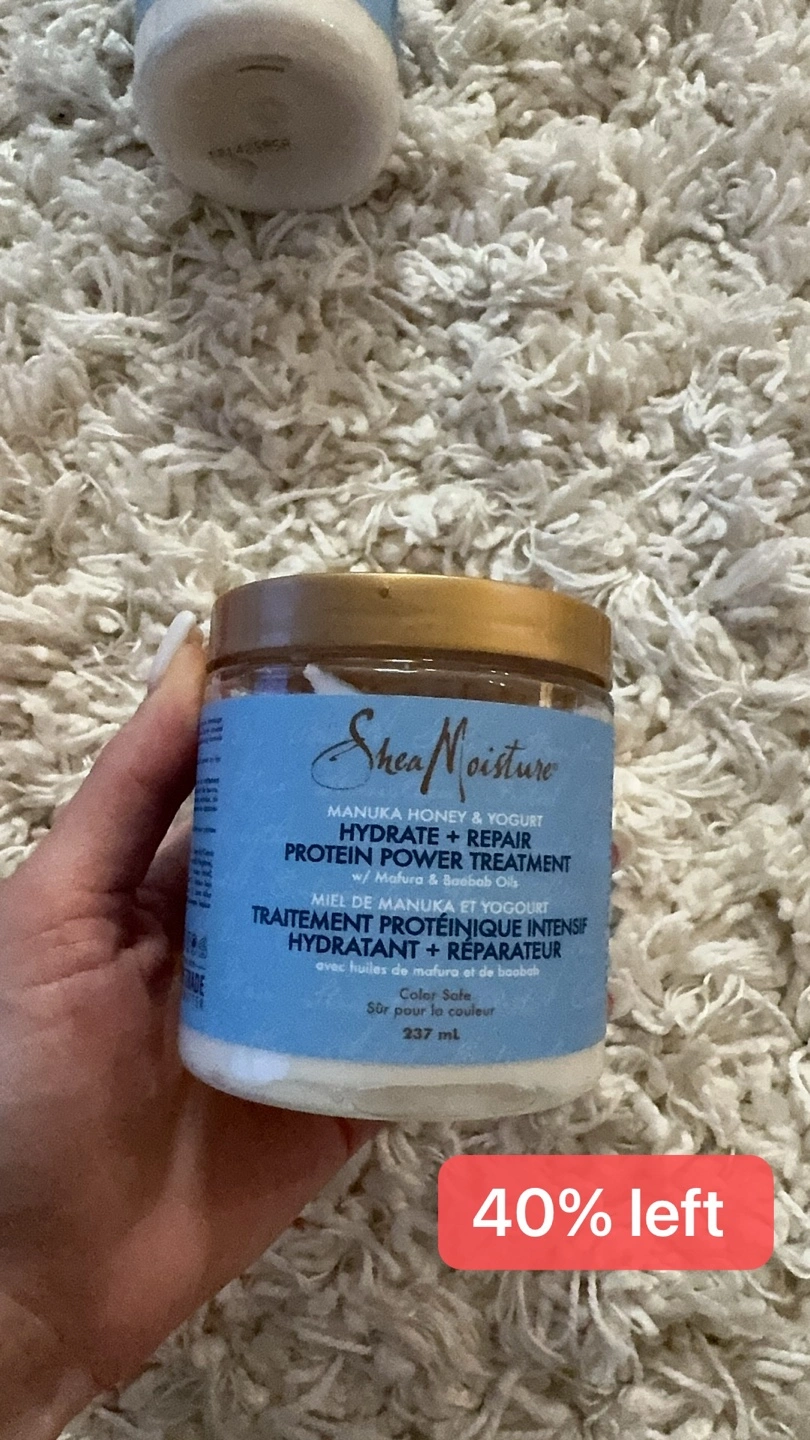 SheaMoisture
MANUKA HONEY & YOGURT
HYDRATE + REPAIR
PROTEIN POWER TREATMENT
w/ Mafura & Baobab Oils
MIEL DE MANUKA ET YOGOURT
TRAITEMENT PROTÉINIQUE INTENSIF
HYDRATANT + RÉPARATEUR
avec huiles de mafura et de baobab
Color Safe
Sûr pour la couleur
237 mL
40% left